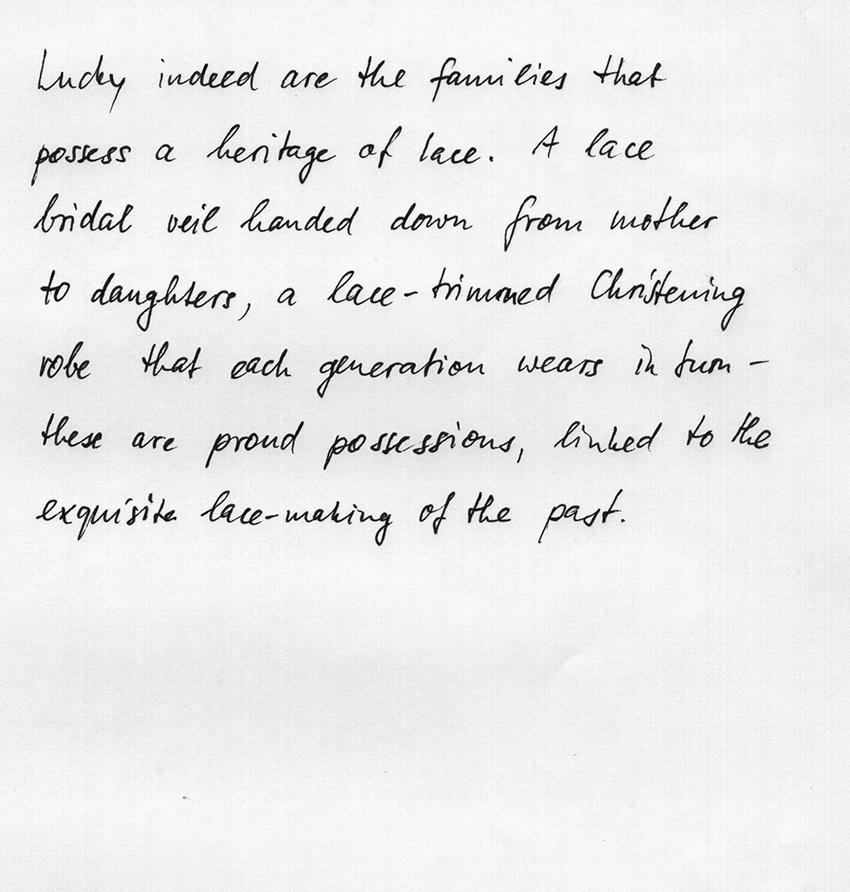 Lucky indeed are the families that
possess a heritage of lace. A lace
bridal veil handed down from mother
to daughters, a lace-trimmed Christening
robe that each generation wears in turn -
these are proud possessions, linked to the
exquisite lace-making of the past.